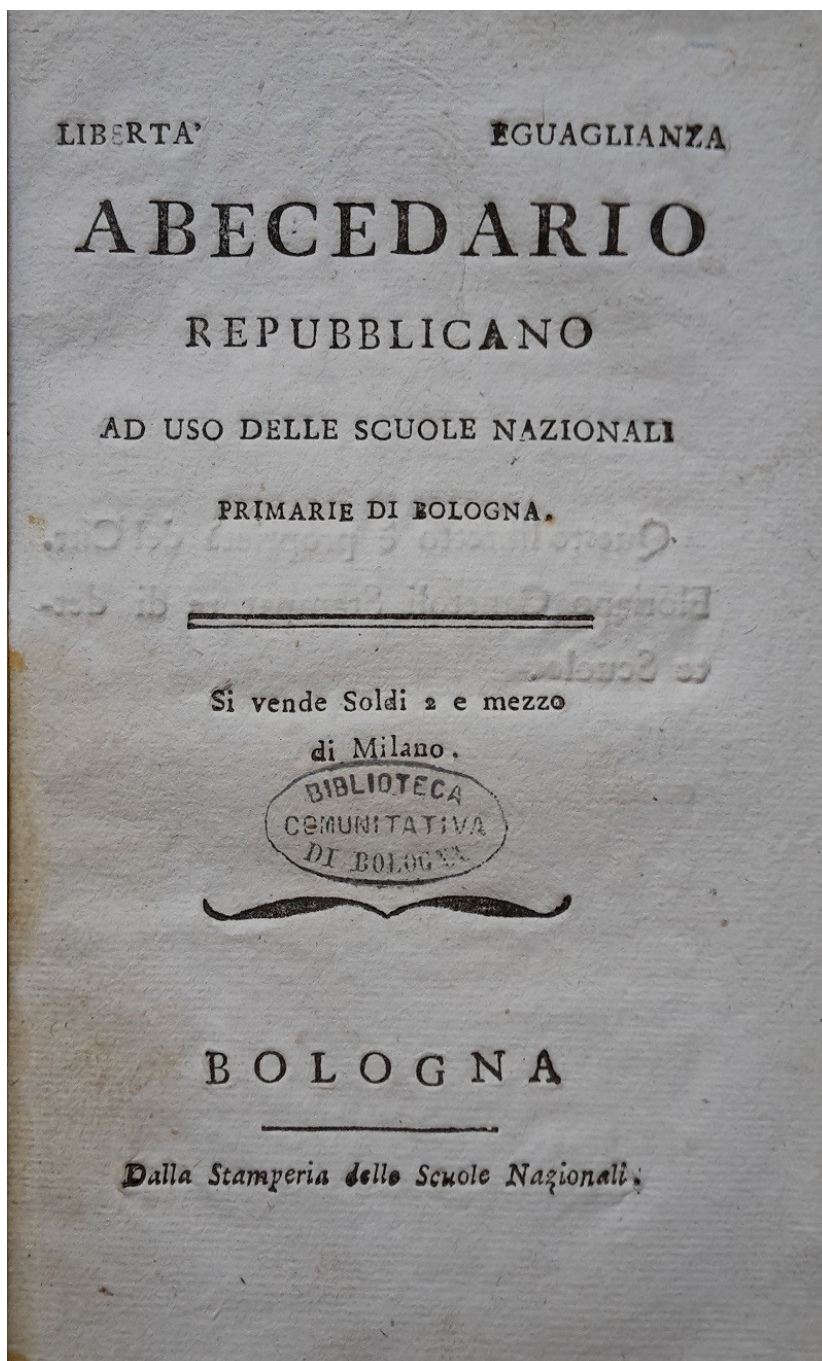 LIBERTA' EGUAGLIANZA
ABECEDARIO
REPUBBLICANO
AD USO DELLE SCUOLE NAZIONALI
PRIMARIE DI BOLOGNA.
Si vende Soldi 2 e mezzo
di Milano.
BIBLIOTECA
COMUNITATIVA
DI BOLOGNA
BOLOGNA
Dalla Stamperia delle Scuole Nazionali.